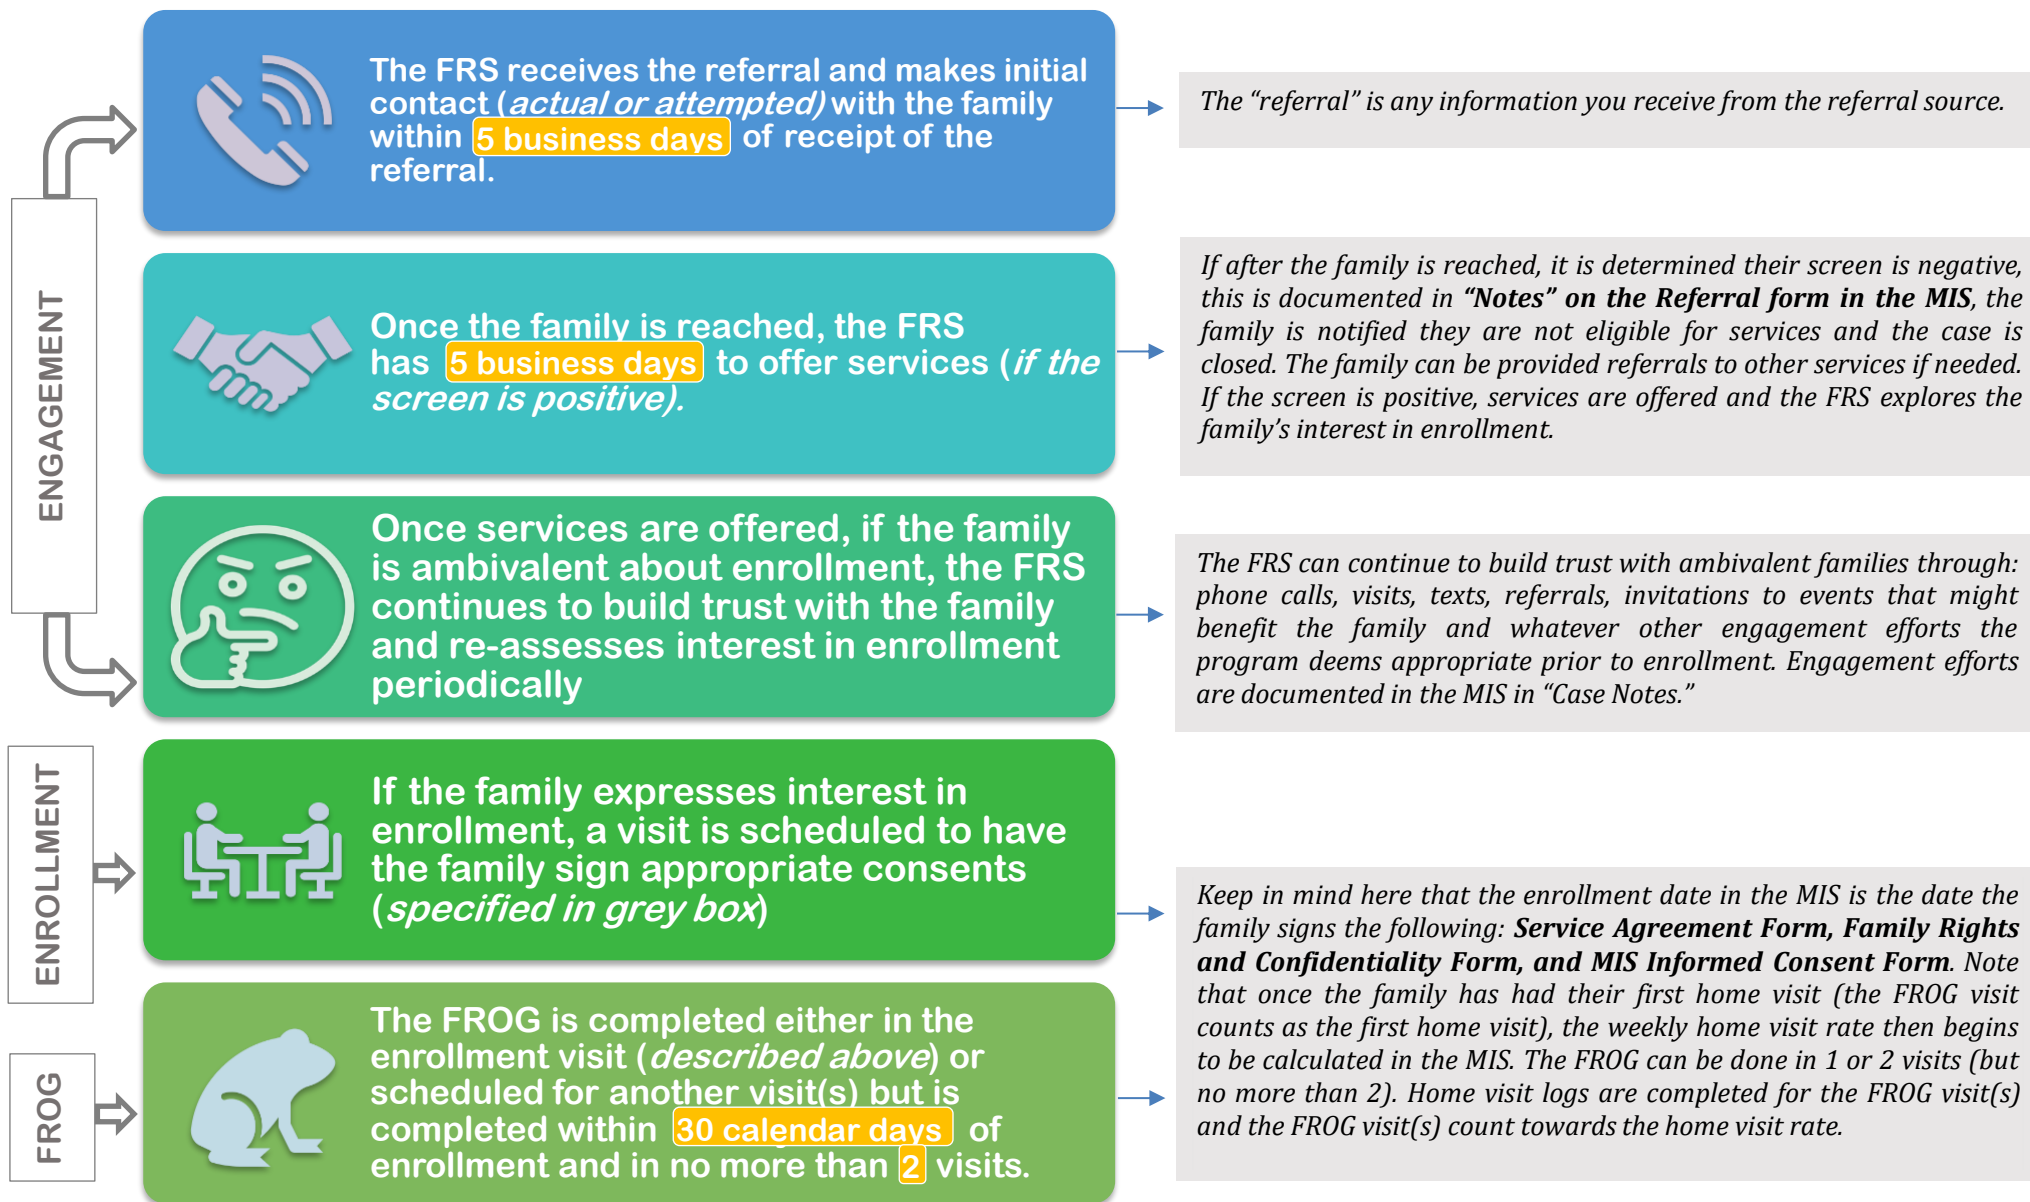 ENGAGEMENT
The FRS receives the referral and makes initial
contact (actual or attempted) with the family
within 5 business days of receipt of the
referral.
The “referral” is any information you receive from the referral source.
Once the family is reached, the FRS
has 5 business days to offer services (if the
screen is positive).
If after the family is reached, it is determined their screen is negative,
this is documented in “Notes” on the Referral form in the MIS, the
family is notified they are not eligible for services and the case is
closed. The family can be provided referrals to other services if needed.
If the screen is positive, services are offered and the FRS explores the
family’s interest in enrollment.
Once services are offered, if the family
is ambivalent about enrollment, the FRS
continues to build trust with the family
and re-assesses interest in enrollment
periodically
The FRS can continue to build trust with ambivalent families through:
phone calls, visits, texts, referrals, invitations to events that might
benefit the family and whatever other engagement efforts the
program deems appropriate prior to enrollment. Engagement efforts
are documented in the MIS in “Case Notes.”
ENROLLMENT
If the family expresses interest in
enrollment, a visit is scheduled to have
the family sign appropriate consents
(specified in grey box)
FROG
The FROG is completed either in the
enrollment visit (described above) or
scheduled for another visit(s) but is
completed within 30 calendar days of
enrollment and in no more than 2 visits.
Keep in mind here that the enrollment date in the MIS is the date the
family signs the following: Service Agreement Form, Family Rights
and Confidentiality Form, and MIS Informed Consent Form. Note
that once the family has had their first home visit (the FROG visit
counts as the first home visit), the weekly home visit rate then begins
to be calculated in the MIS. The FROG can be done in 1 or 2 visits (but
no more than 2). Home visit logs are completed for the FROG visit(s)
and the FROG visit(s) count towards the home visit rate.